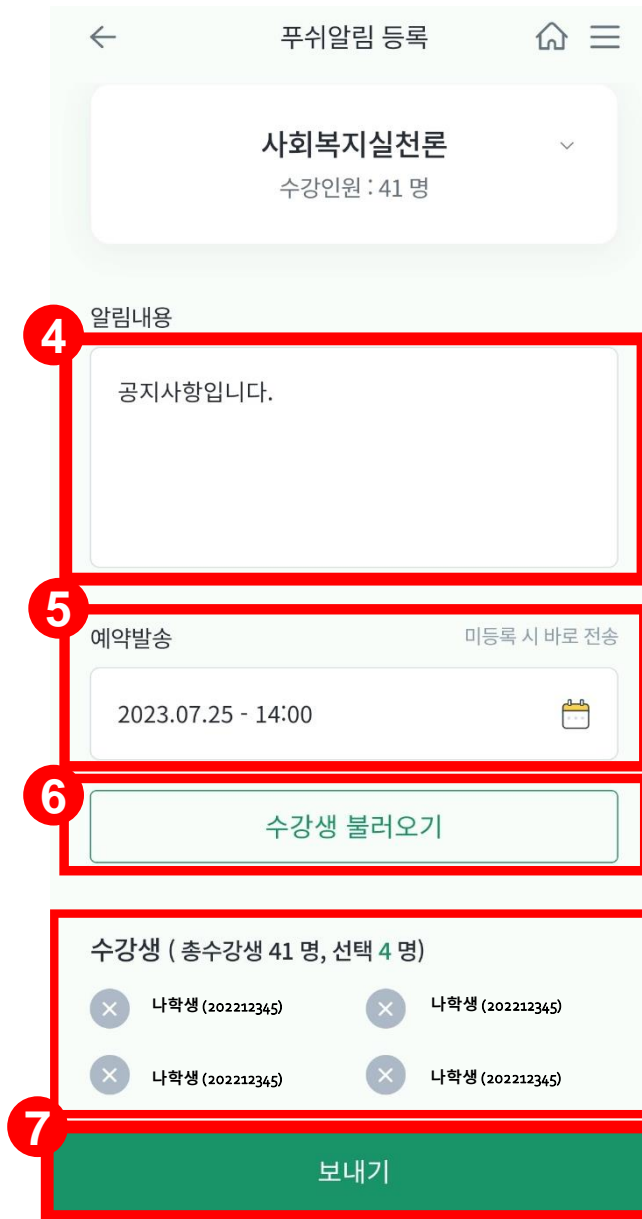 푸쉬알림 등록
사회복지실천론
수강인원 : 41 명
알림내용
4
공지사항입니다.
5
예약발송 미등록 시 바로 전송
2023.07.25 - 14:00
6
수강생 불러오기
수강생 ( 총수강생 41 명, 선택 4 명)
나학생 (202212345) 나학생 (202212345)
나학생 (202212345) 나학생 (202212345)
7
보내기